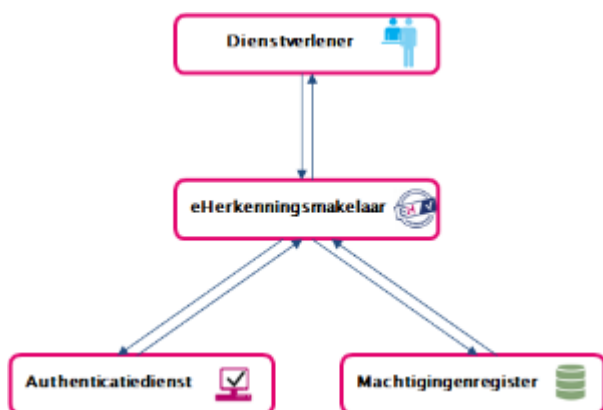 Dienstverlener
eHerkenningsmakelaar
Authenticatiedienst
Machtigingenregister